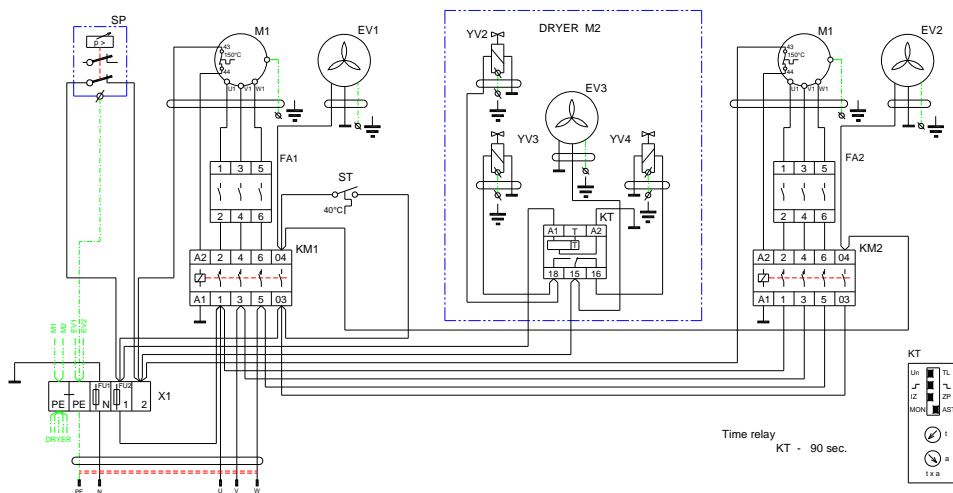 SP
P >
M1
43
150°C
44
U1 V1 W1
EV1
DRYER M2
YV2
EV3
YV3
YV4
M1
43
150°C
44
U1 V1 W1
EV2
FA1
1 3 5
2 4 6
ST
40°C
KT
A1 T A2
T
18 15 16
FA2
1 3 5
2 4 6
KM1
A2 2 4 6 04
A1 1 3 5 03
KM2
A2 2 4 6 04
A1 1 3 5 03
M1
M2
EV1
EV2
FU1
FU2
PE PE N 1 2
X1
DRYER
PE N U V W
Time relay
KT - 90 sec.
KT
Un TL
IZ ZP
MON AST
t
a
t x a